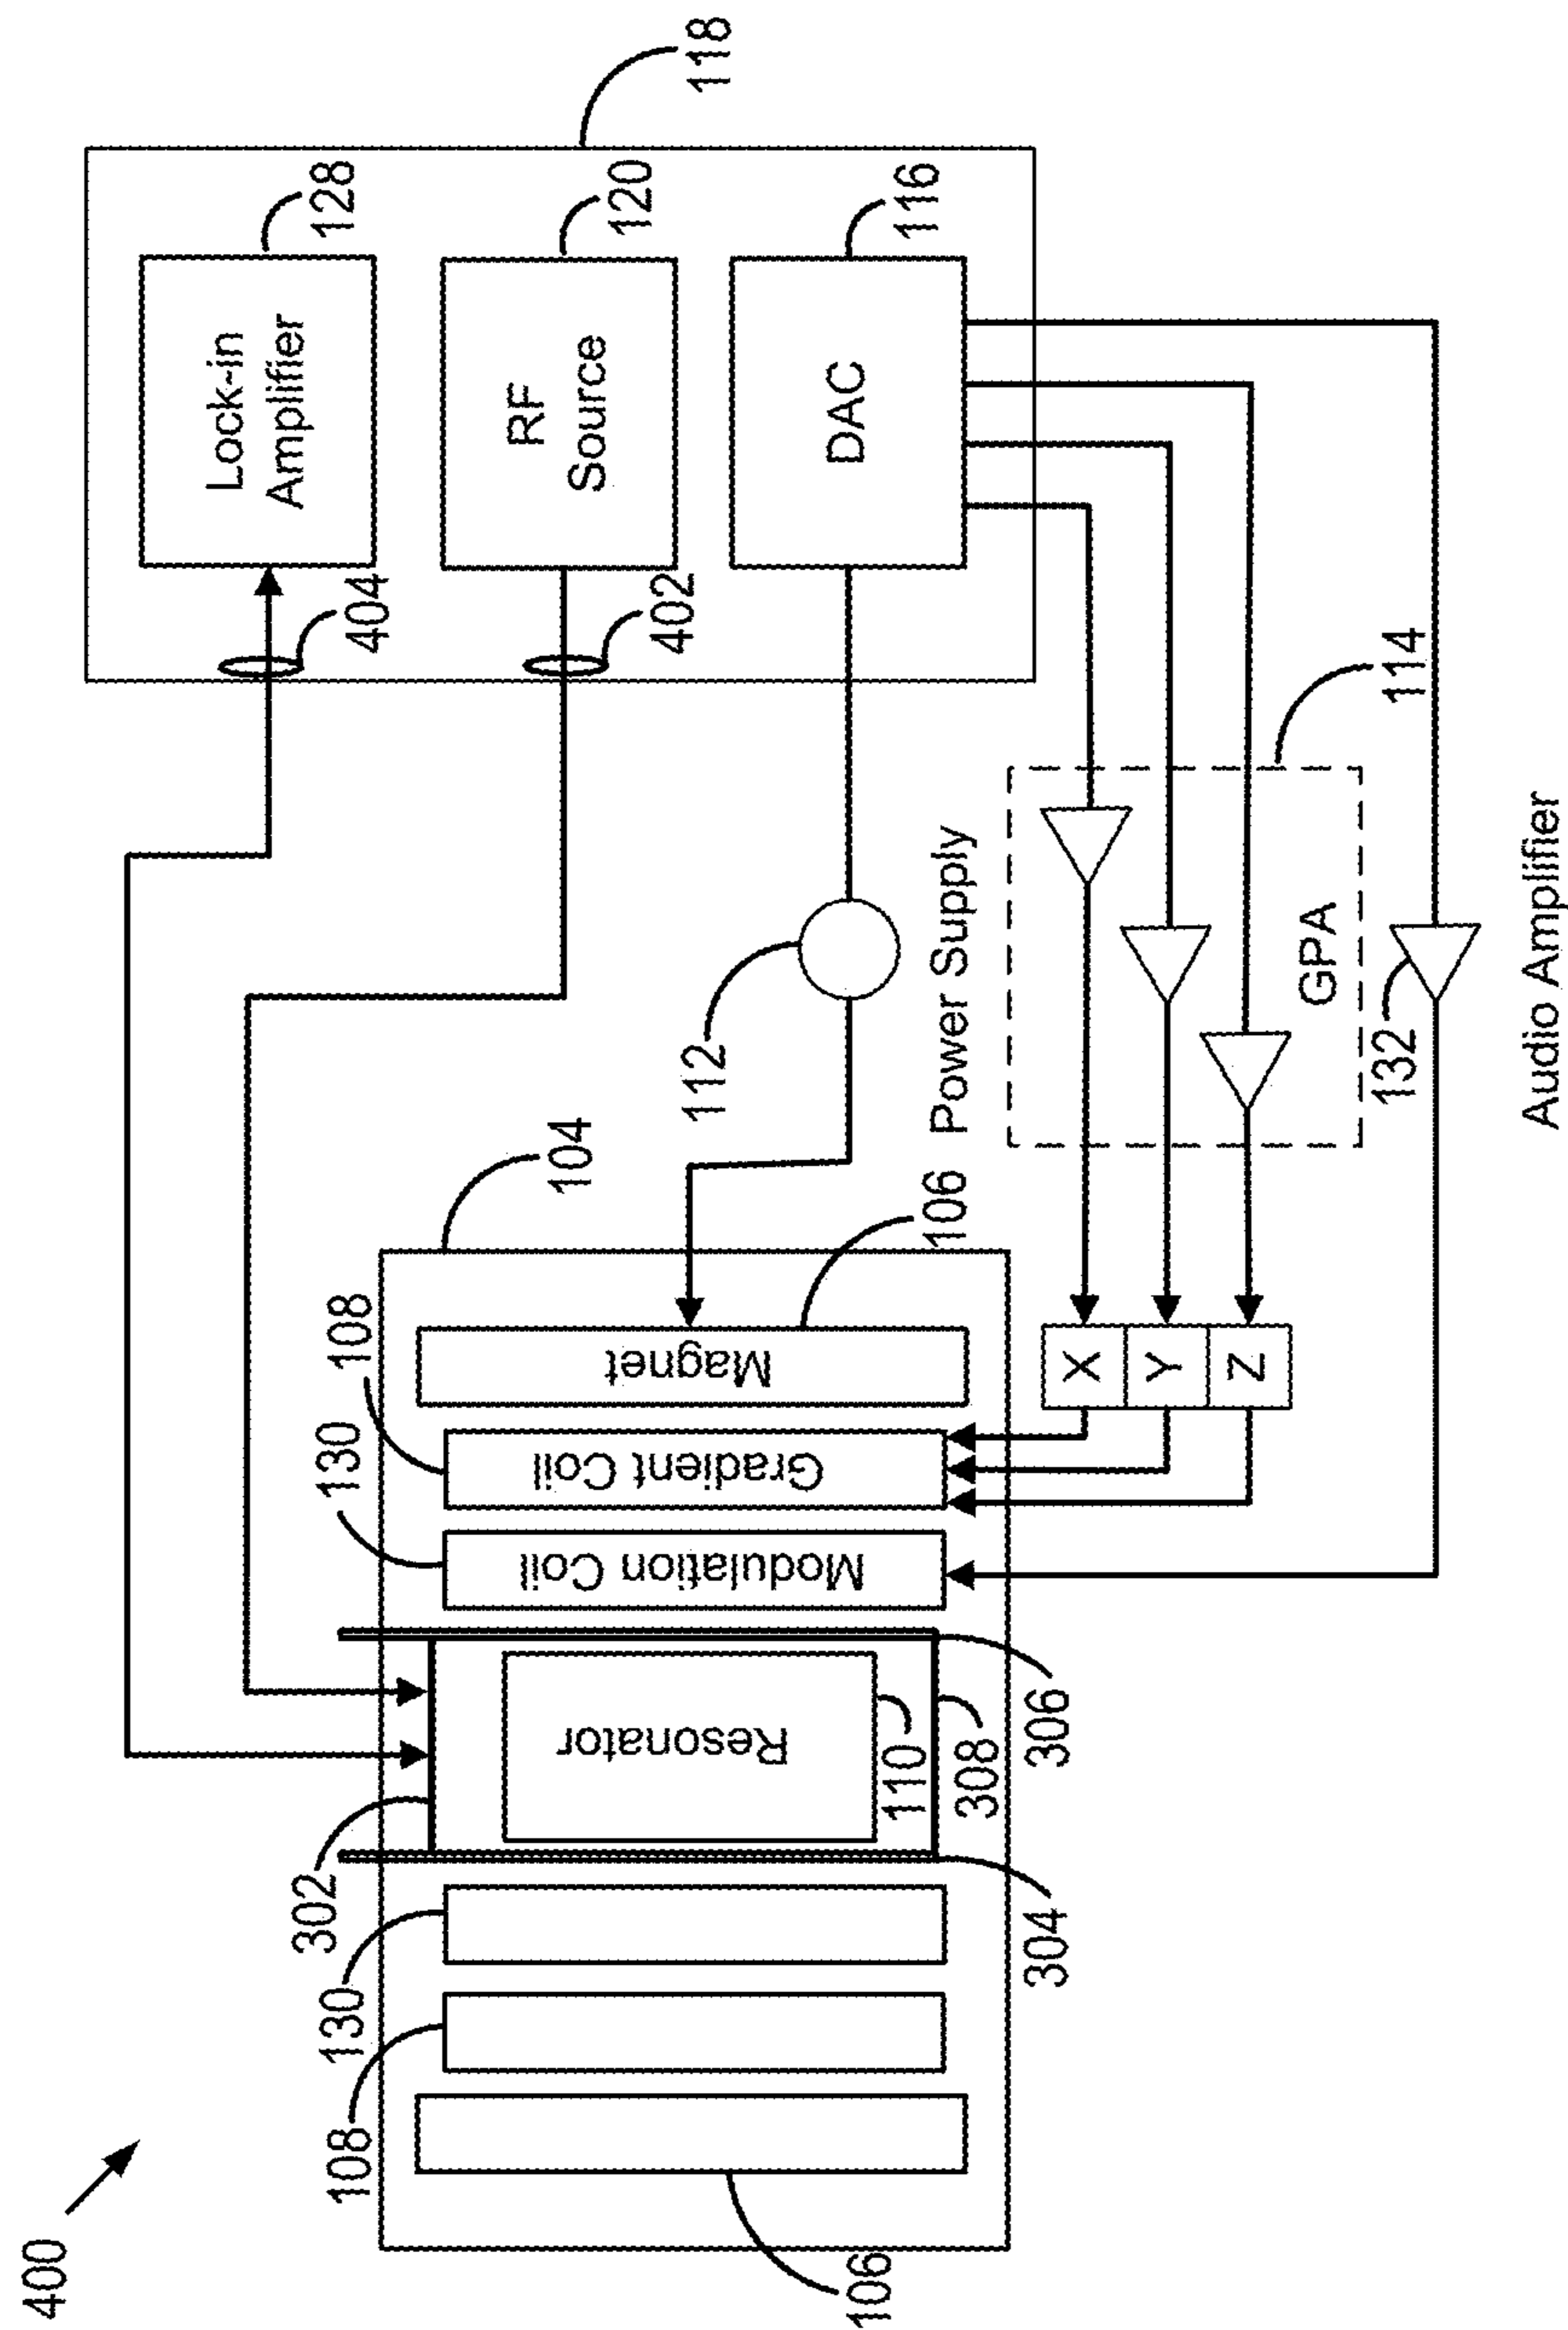 400
118
Lock-in
Amplifier
128
404
RF
Source
120
402
DAC
116
112
Power Supply
104
106
Magnet
108
Gradient Coil
130
Modulation Coil
302
Resonator
110
308
306
304
130
108
106
X
Y
Z
GPA
114
132
Audio Amplifier